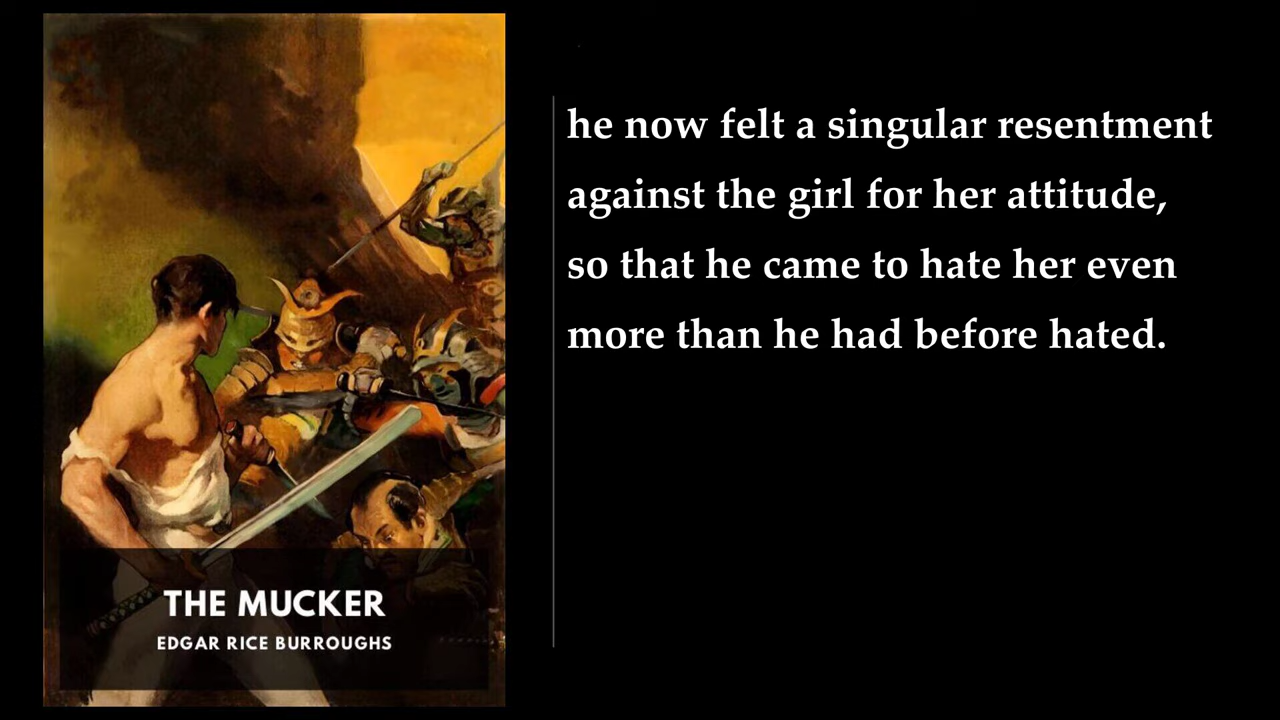 he now felt a singular resentment
against the girl for her attitude,
so that he came to hate her even
more than he had before hated.
THE MUCKER
EDGAR RICE BURROUGHS